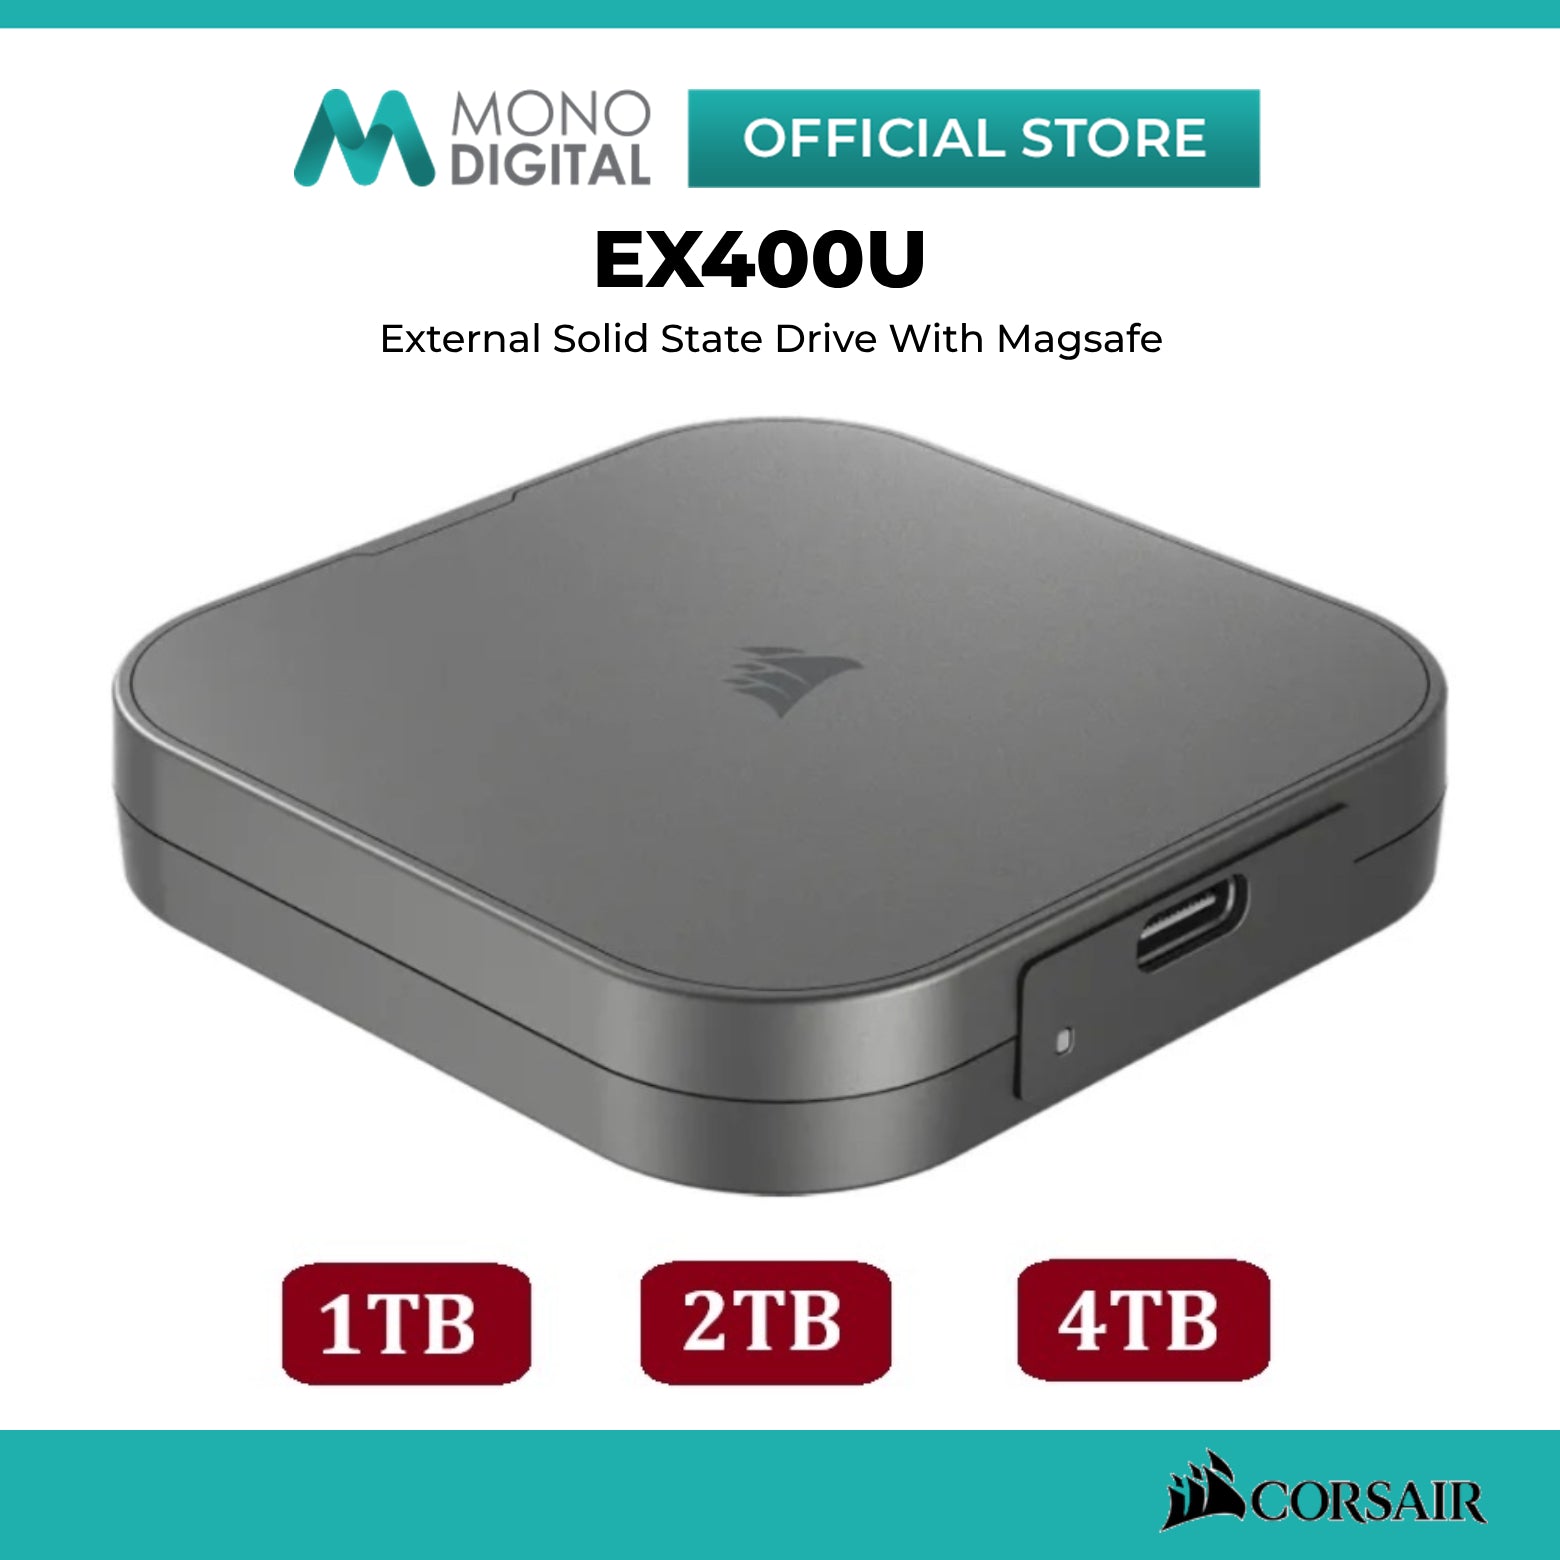 MONO
DIGITAL
OFFICIAL STORE
EX400U
External Solid State Drive With Magsafe
1TB
2TB
4TB
CORSAIR